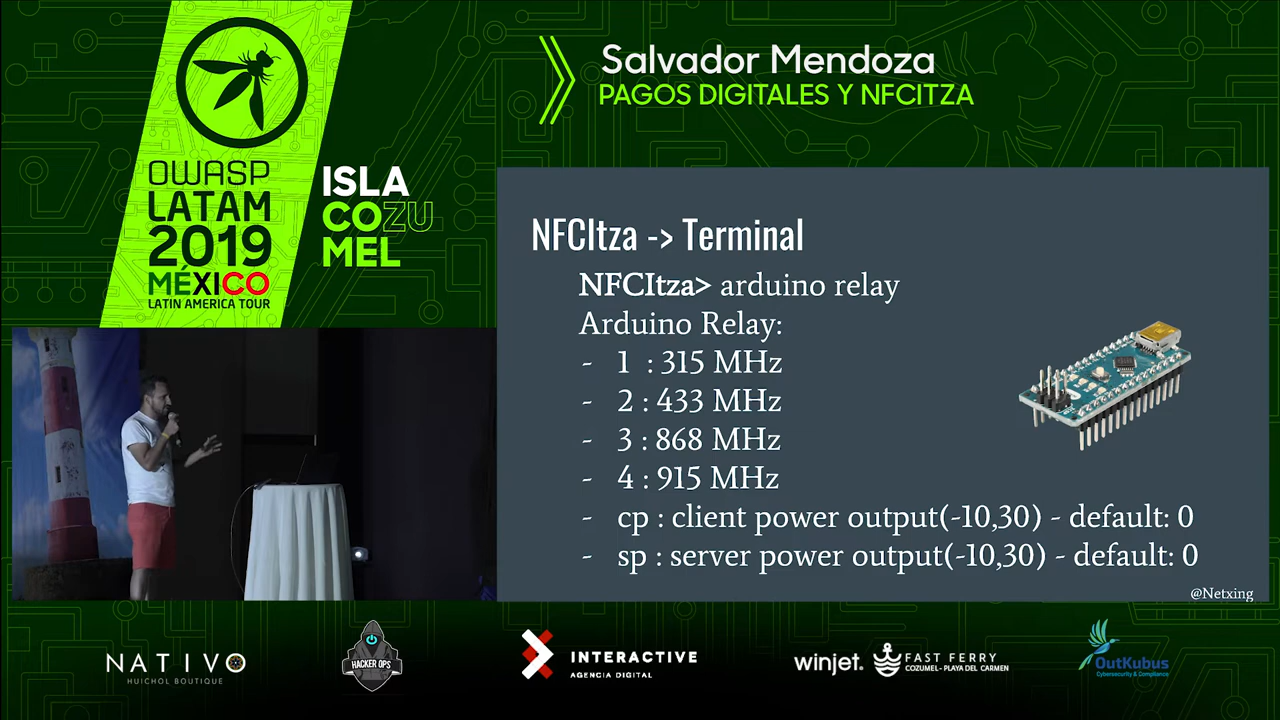 Salvador Mendoza
PAGOS DIGITALES Y NFCITZA
OWASP
LATAM
2019
MÉXICO
LATIN AMERICA TOUR
ISLA
COZU
MEL
NFCItza -> Terminal
NFCItza> arduino relay
Arduino Relay:
- 1 : 315 MHz
- 2 : 433 MHz
- 3 : 868 MHz
- 4 : 915 MHz
- cp : client power output(-10,30) - default: 0
- sp : server power output(-10,30) - default: 0
@Netxing
NATIVO
HUICHOL BOUTIQUE
HACKER OPS
INTERACTIVE
AGENCIA DIGITAL
winjet.
FAST FERRY
COZUMEL - PLAYA DEL CARMEN
OutKubus
Cybersecurity & Compliance